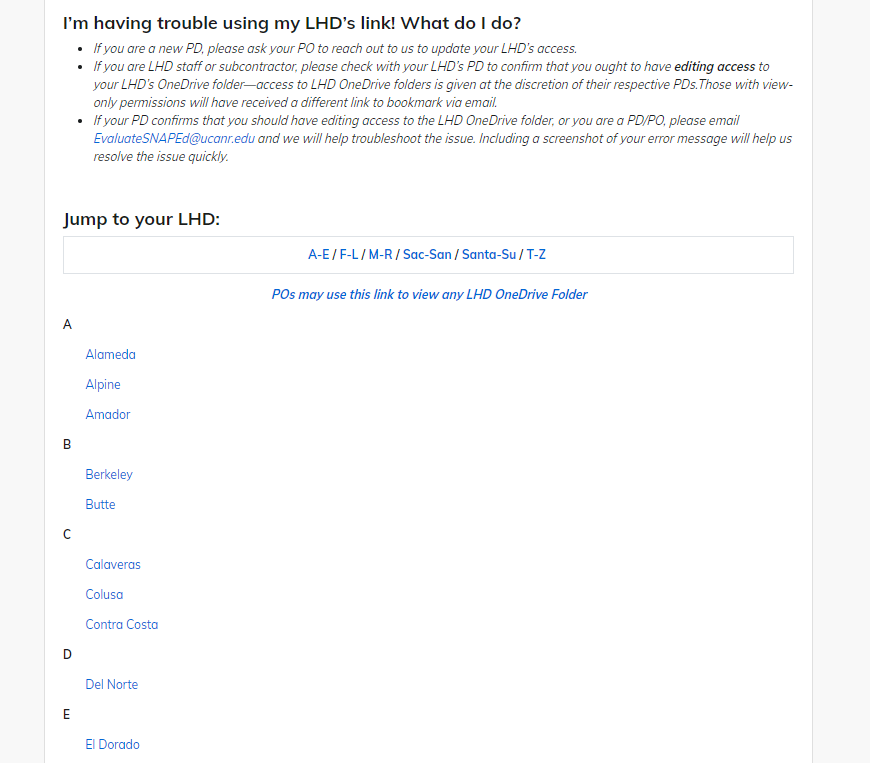 I'm having trouble using my LHD's link! What do I do?
• If you are a new PD, please ask your PO to reach out to us to update your LHD's access.
• If you are LHD staff or subcontractor, please check with your LHD's PD to confirm that you ought to have editing access to
your LHD's OneDrive folder—access to LHD OneDrive folders is given at the discretion of their respective PDs.Those with view-
only permissions will have received a different link to bookmark via email.
• If your PD confirms that you should have editing access to the LHD OneDrive folder, or you are a PD/PO, please email
EvaluateSNAPEd@ucanr.edu and we will help troubleshoot the issue. Including a screenshot of your error message will help us
resolve the issue quickly.
Jump to your LHD:
A-E / F-L / M-R / Sac-San / Santa-Su / T-Z
POs may use this link to view any LHD OneDrive Folder
A
Alameda
Alpine
Amador
B
Berkeley
Butte
C
Calaveras
Colusa
Contra Costa
D
Del Norte
E
El Dorado